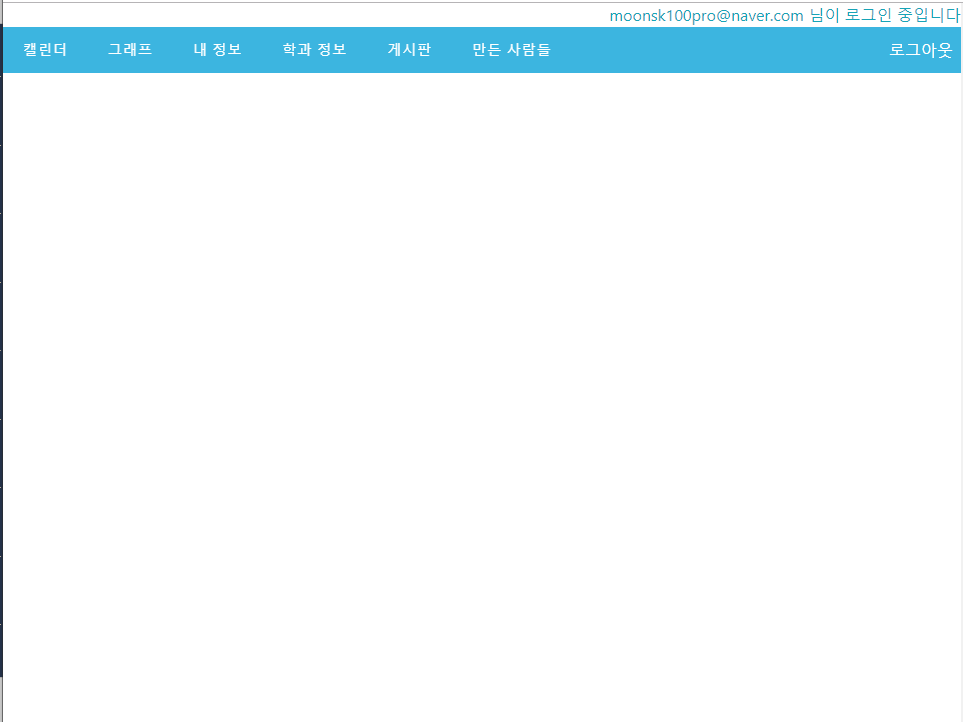 moonsk100pro@naver.com 님이 로그인 중입니다
캘린더 그래프 내 정보 학과 정보 게시판 만든 사람들 로그아웃